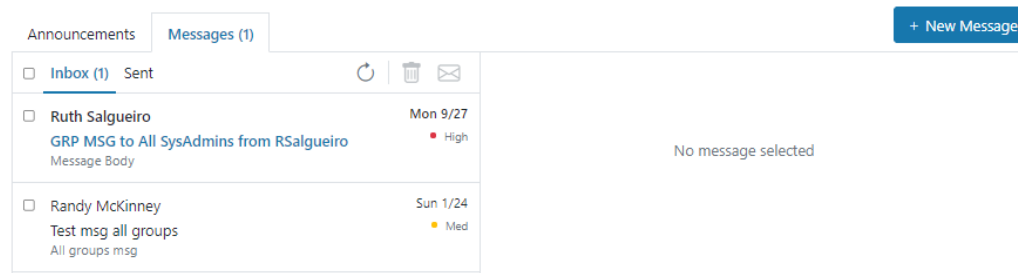 Announcements
Messages (1)
+ New Message
Inbox (1)
Sent
Ruth Salgueiro
Mon 9/27
GRP MSG to All SysAdmins from RSalgueiro
High
Message Body
No message selected
Randy McKinney
Sun 1/24
Test msg all groups
Med
All groups msg